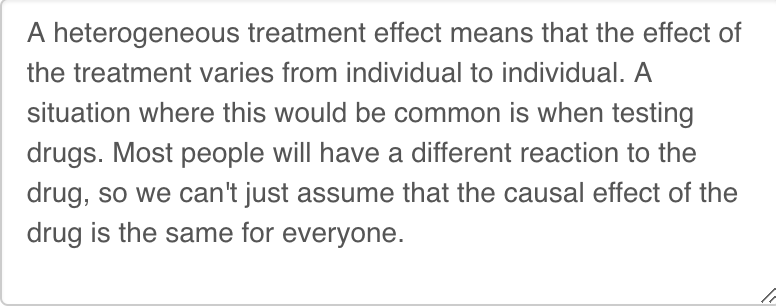 A heterogeneous treatment effect means that the effect of
the treatment varies from individual to individual. A
situation where this would be common is when testing
drugs. Most people will have a different reaction to the
drug, so we can't just assume that the causal effect of the
drug is the same for everyone.